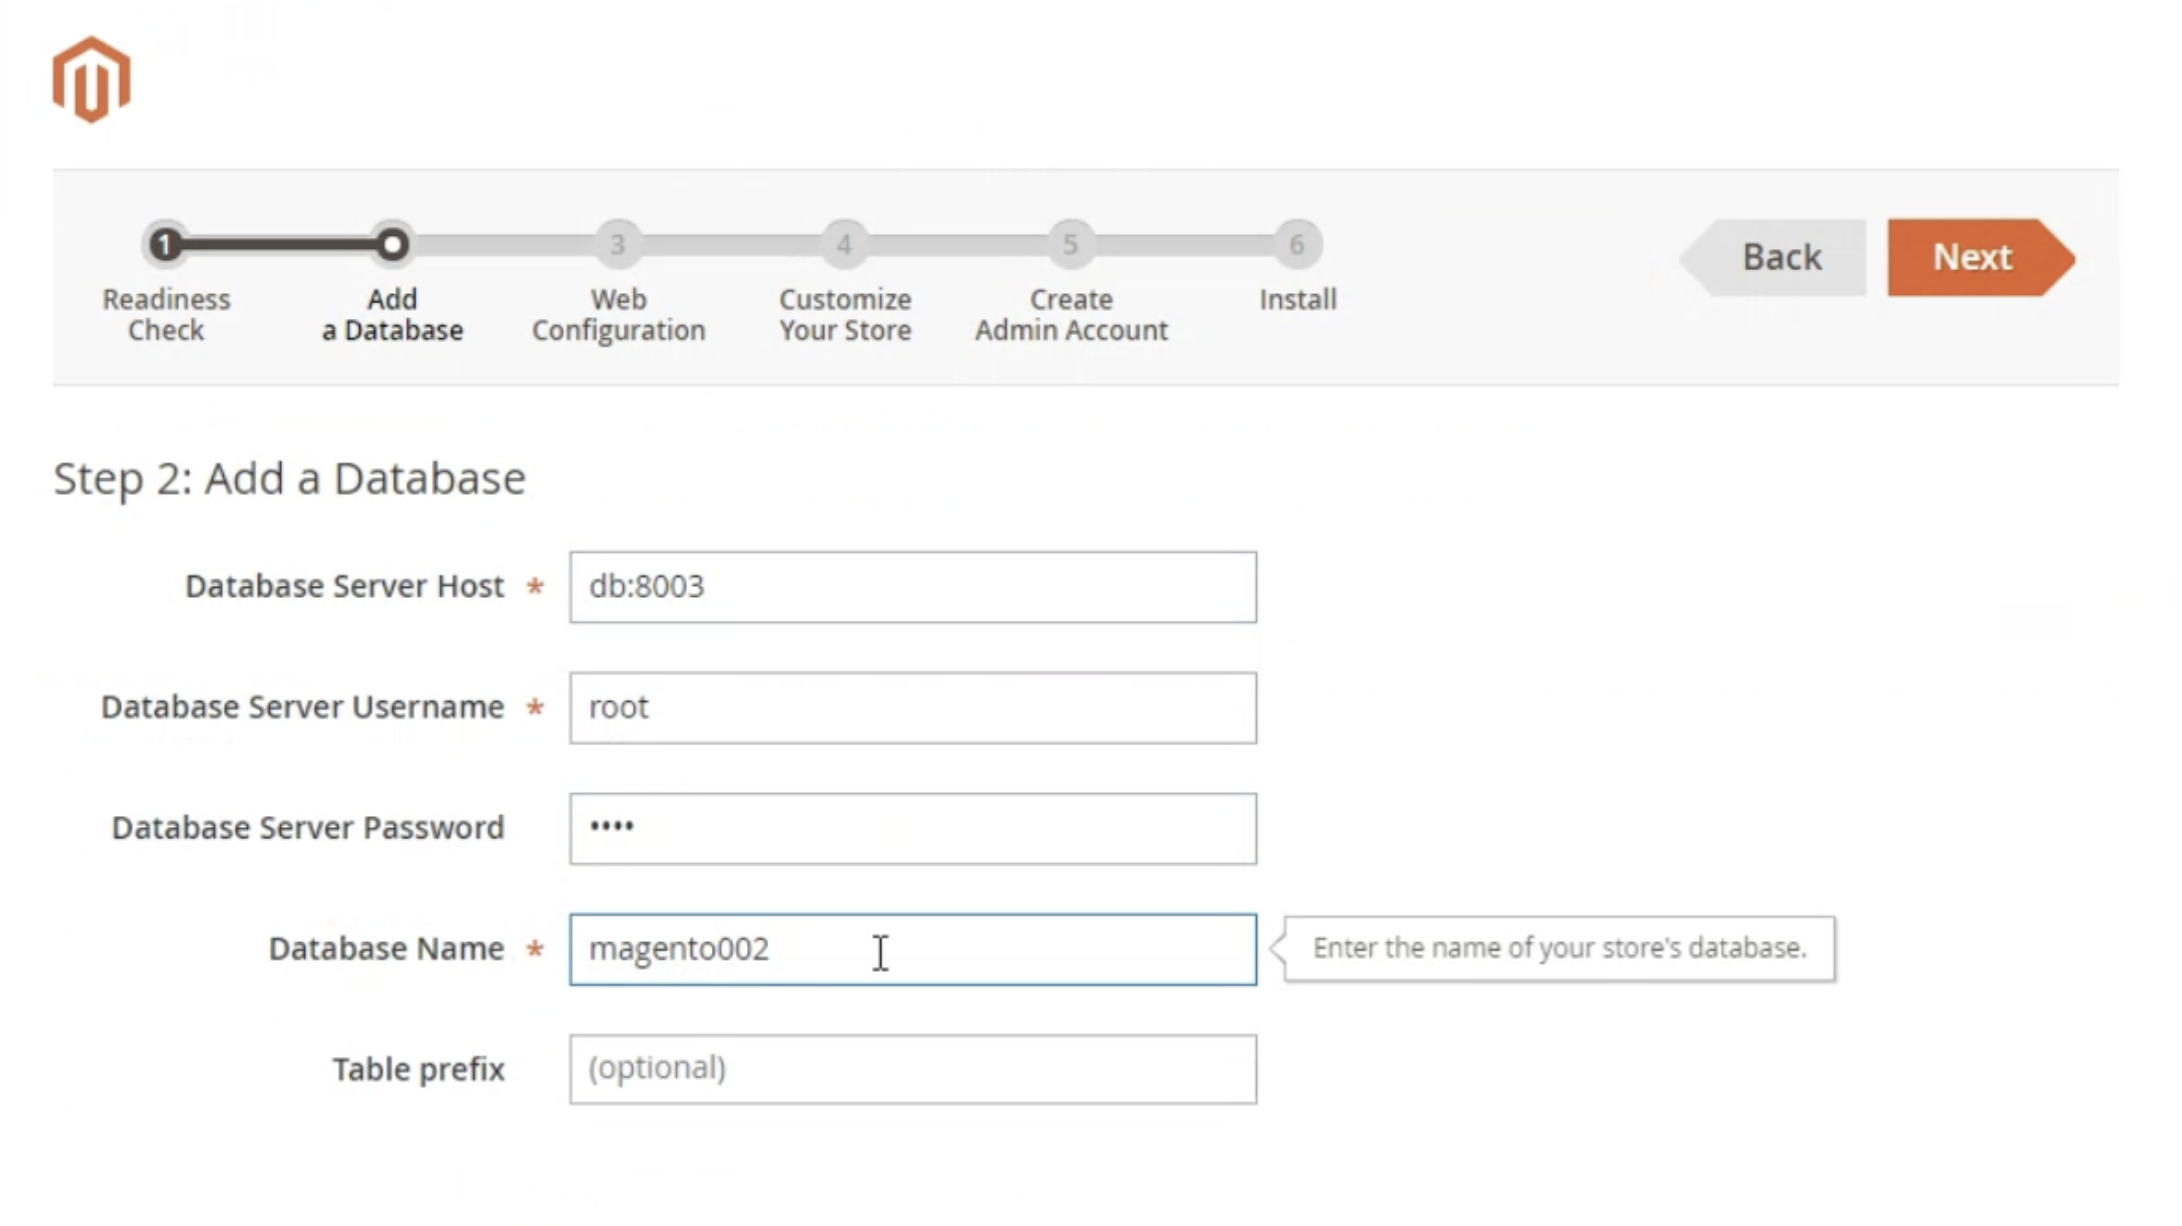 1
3
4
5
6
Readiness
Check
Add
a Database
Web
Configuration
Customize
Your Store
Create
Admin Account
Install
Back
Next
Step 2: Add a Database
Database Server Host * db:8003
Database Server Username * root
Database Server Password ••••
Database Name * magento002
Enter the name of your store's database.
Table prefix (optional)